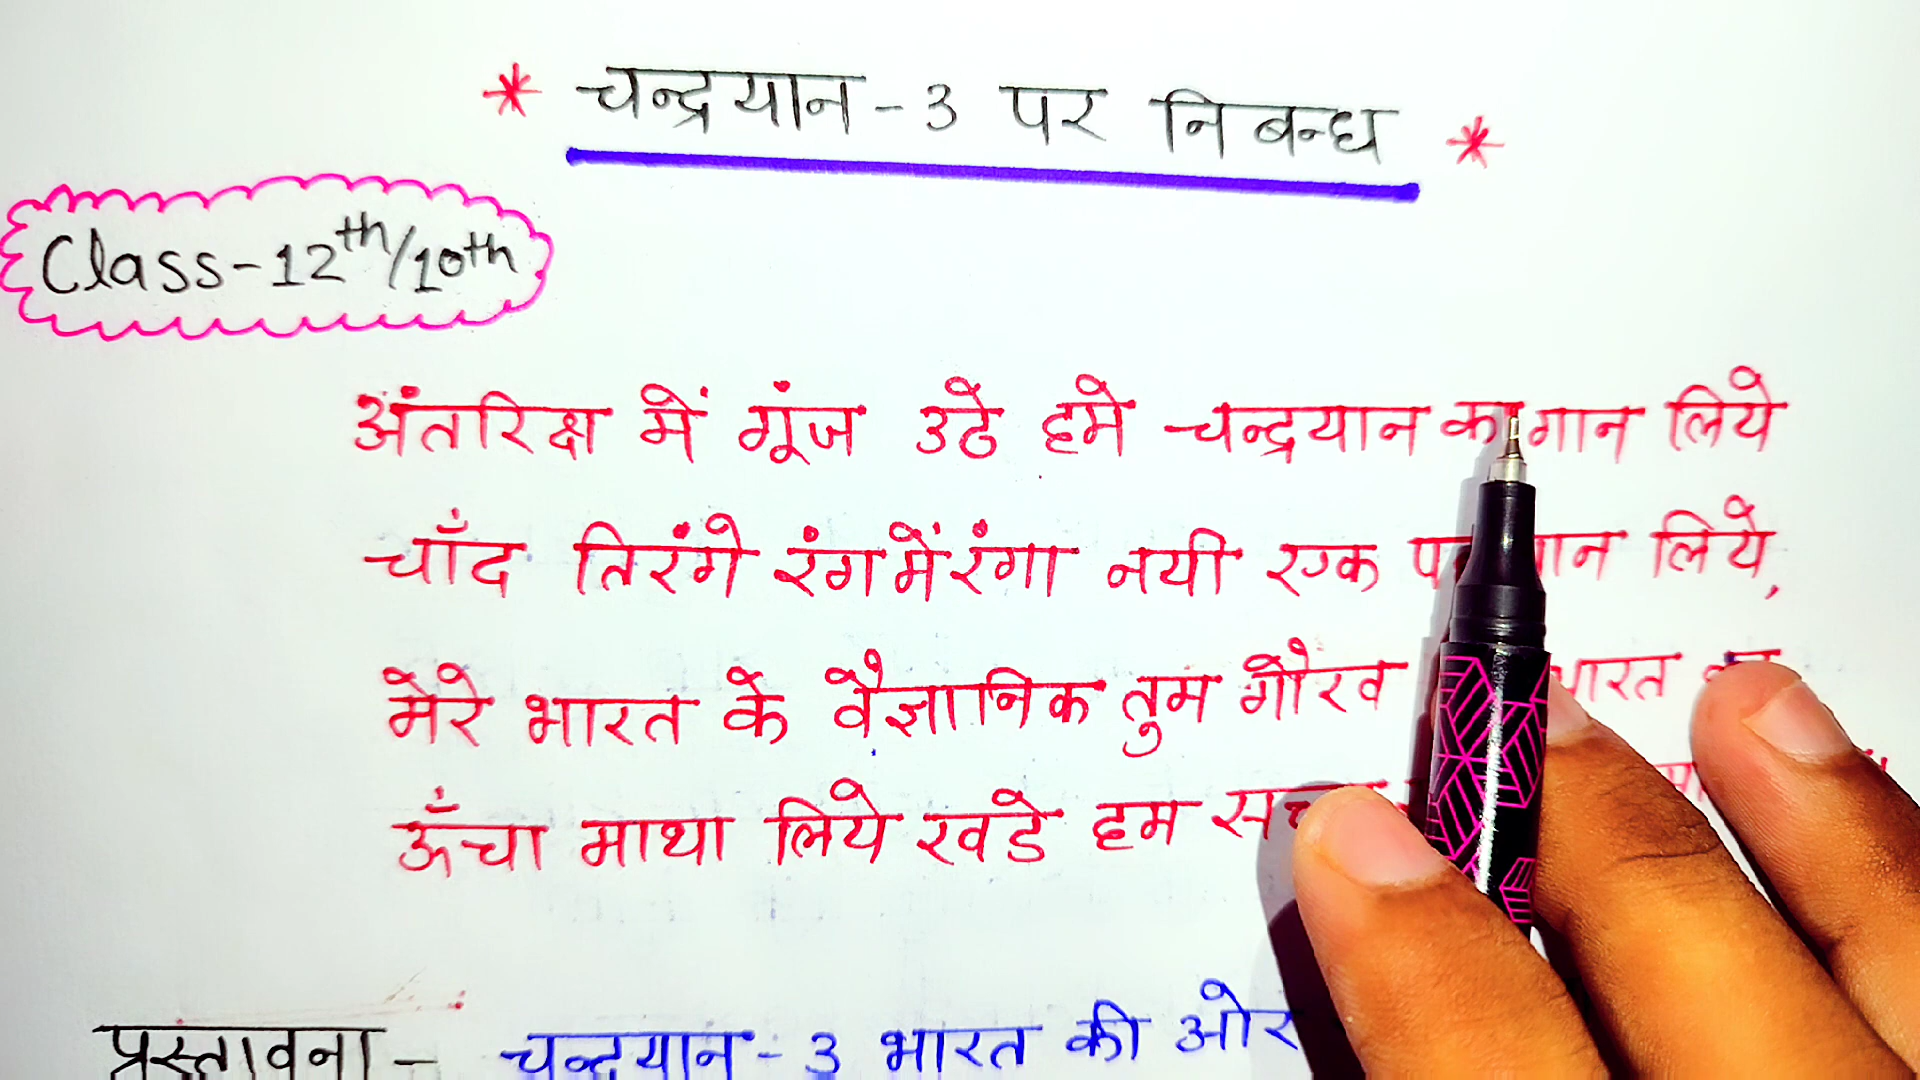 * चन्द्रयान - 3 पर निबन्ध *
Class-12th/10th
अंतरिक्ष में गूंज उठे हमे चन्द्रयान का गान लिये
चाँद तिरंगे रंग में रंगा नयी एक लिये,
मेरे भारत के वैज्ञानिक तुम गौरव भारत
ऊँचा माथा लिये खडे हम
प्रस्तावना - चन्द्रयान - 3 भारत की ओर